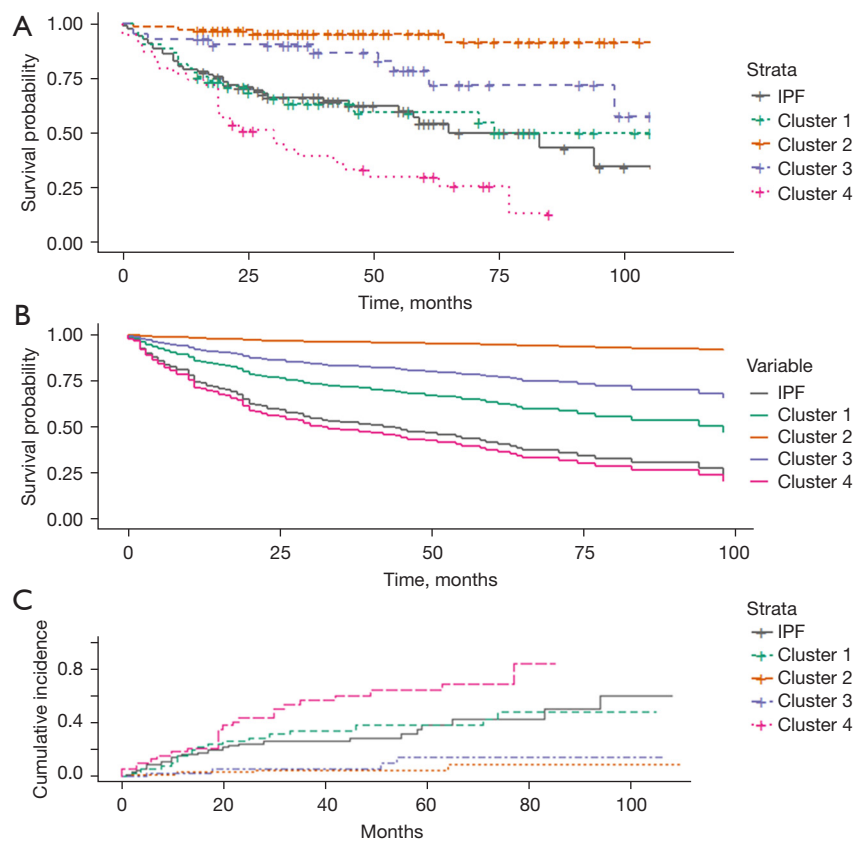 A
1.00
0.75
0.50
0.25
0.00
Survival probability
0 25 50 75 100
Time, months
Strata
IPF
Cluster 1
Cluster 2
Cluster 3
Cluster 4
B
1.00
0.75
0.50
0.25
0.00
Survival probability
0 25 50 75 100
Time, months
Variable
IPF
Cluster 1
Cluster 2
Cluster 3
Cluster 4
C
0.8
0.4
0.0
Cumulative incidence
0 20 40 60 80 100
Months
Strata
IPF
Cluster 1
Cluster 2
Cluster 3
Cluster 4